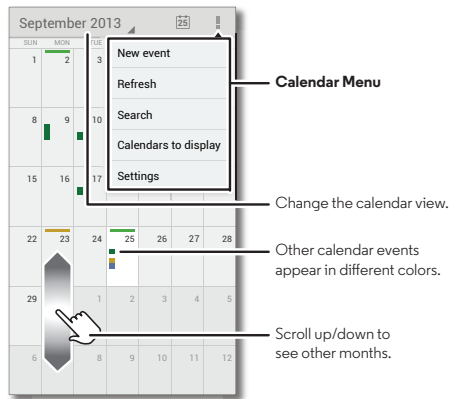 September 2013
25
SUN MON TUE
1 2 3
8 9 10
15 16 17
22 23 24 25 26 27 28
29 1 2 3 4 5
6 8 9 10 11 12
New event
Refresh
Search
Calendars to display
Settings
Calendar Menu
Change the calendar view.
Other calendar events
appear in different colors.
Scroll up/down to
see other months.